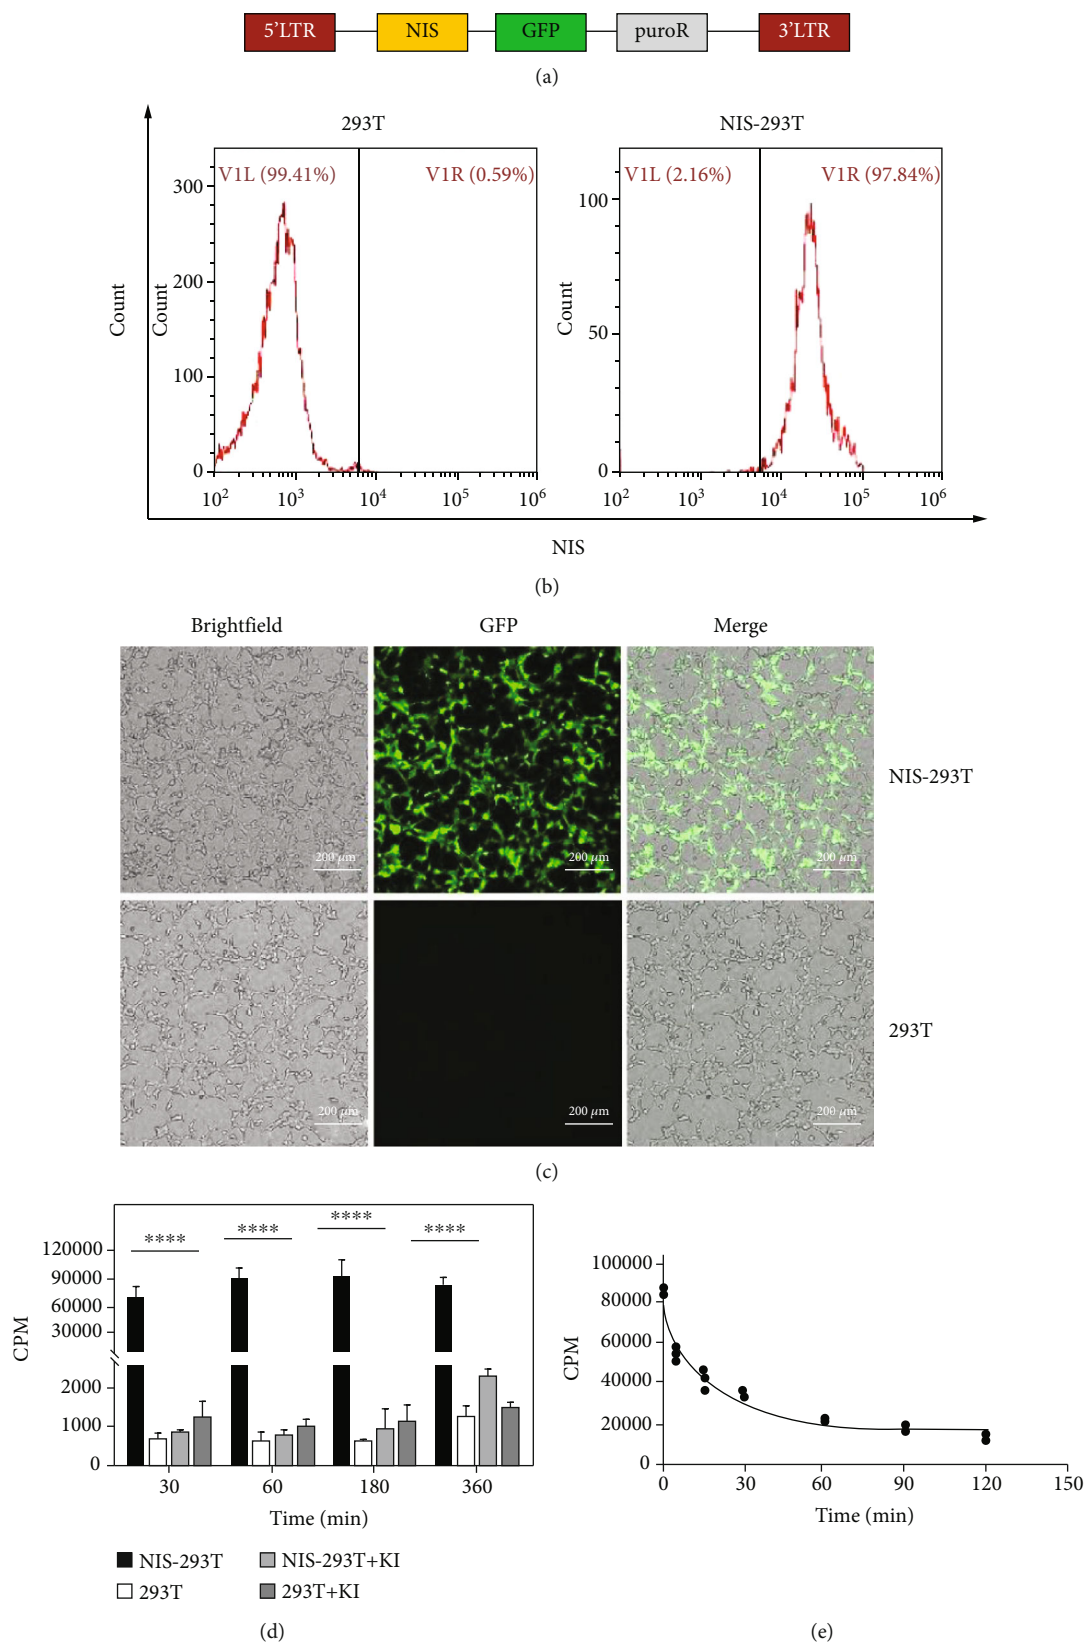 5'LTR NIS GFP puroR 3'LTR
(a)
293T NIS-293T
V1L (99.41%) V1R (0.59%) V1L (2.16%) V1R (97.84%)
Count
Count
300
200
100
0
10² 10³ 10⁴ 10⁵ 10⁶
Count
100
50
0
10² 10³ 10⁴ 10⁵ 10⁶
NIS
(b)
Brightfield GFP Merge
200 µm 200 µm 200 µm
NIS-293T
200 µm 200 µm 200 µm
293T
(c)
**** **** **** ****
CPM
120000
90000
60000
30000
2000
1000
0
30 60 180 360
Time (min)
NIS-293T NIS-293T+KI
293T 293T+KI
(d)
CPM
100000
80000
60000
40000
20000
0
0 30 60 90 120 150
Time (min)
(e)